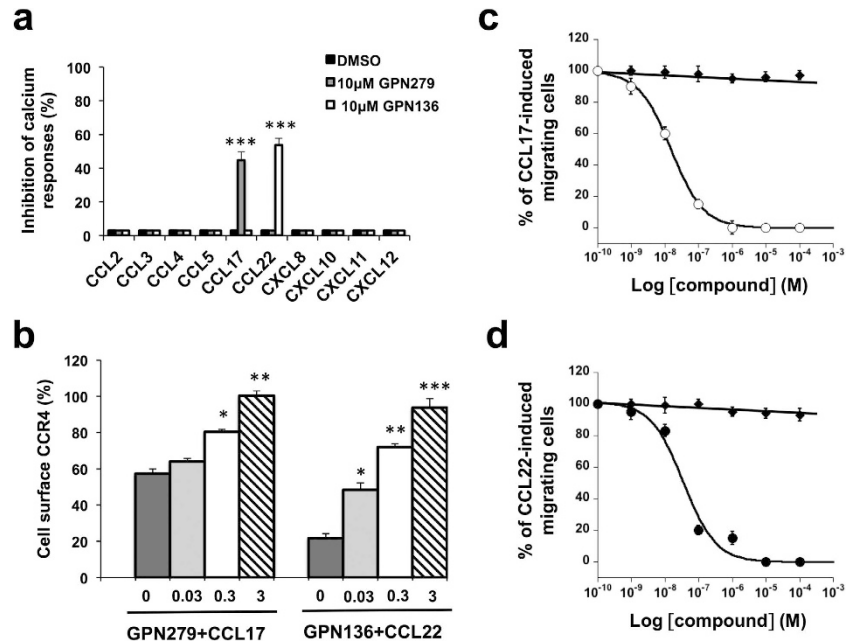 a
Inhibition of calcium
responses (%)
100
80
60
40
20
0
DMSO
10µM GPN279
10µM GPN136
***
***
CCL2
CCL3
CCL4
CCL5
CCL17
CCL22
CXCL8
CXCL10
CXCL11
CXCL12
b
Cell surface CCR4 (%)
120
100
80
60
40
20
0
*
**
*
**
***
0 0.03 0.3 3 0 0.03 0.3 3
GPN279+CCL17 GPN136+CCL22
c
% of CCL17-induced
migrating cells
120
100
80
60
40
20
0
10⁻¹⁰ 10⁻⁹ 10⁻⁸ 10⁻⁷ 10⁻⁶ 10⁻⁵ 10⁻⁴ 10⁻³
Log [compound] (M)
d
% of CCL22-induced
migrating cells
120
100
80
60
40
20
0
10⁻¹⁰ 10⁻⁹ 10⁻⁸ 10⁻⁷ 10⁻⁶ 10⁻⁵ 10⁻⁴ 10⁻³
Log [compound] (M)